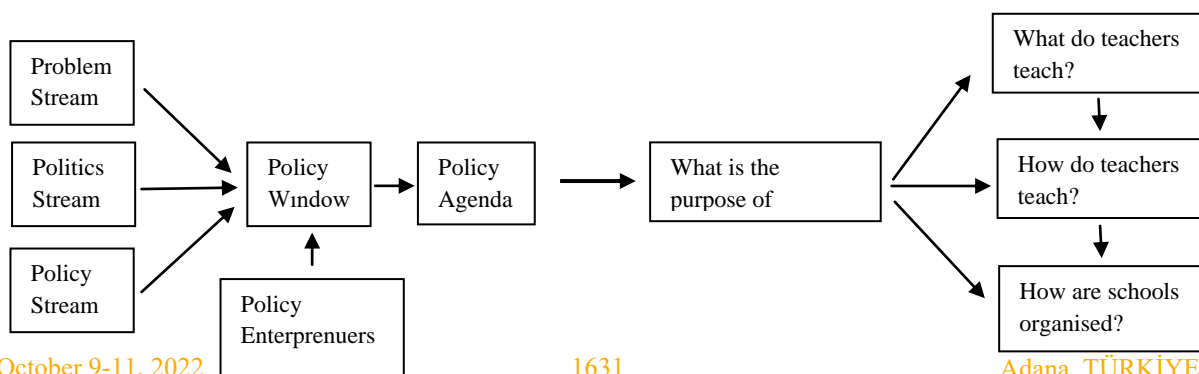 Problem
Stream
Politics
Stream
Policy
Stream
Policy
Wındow
Policy
Enterprenuers
Policy
Agenda
What is the
purpose of
What do teachers
teach?
How do teachers
teach?
How are schools
organised?
October 9-11, 2022
1631
Adana, TÜRKİYE